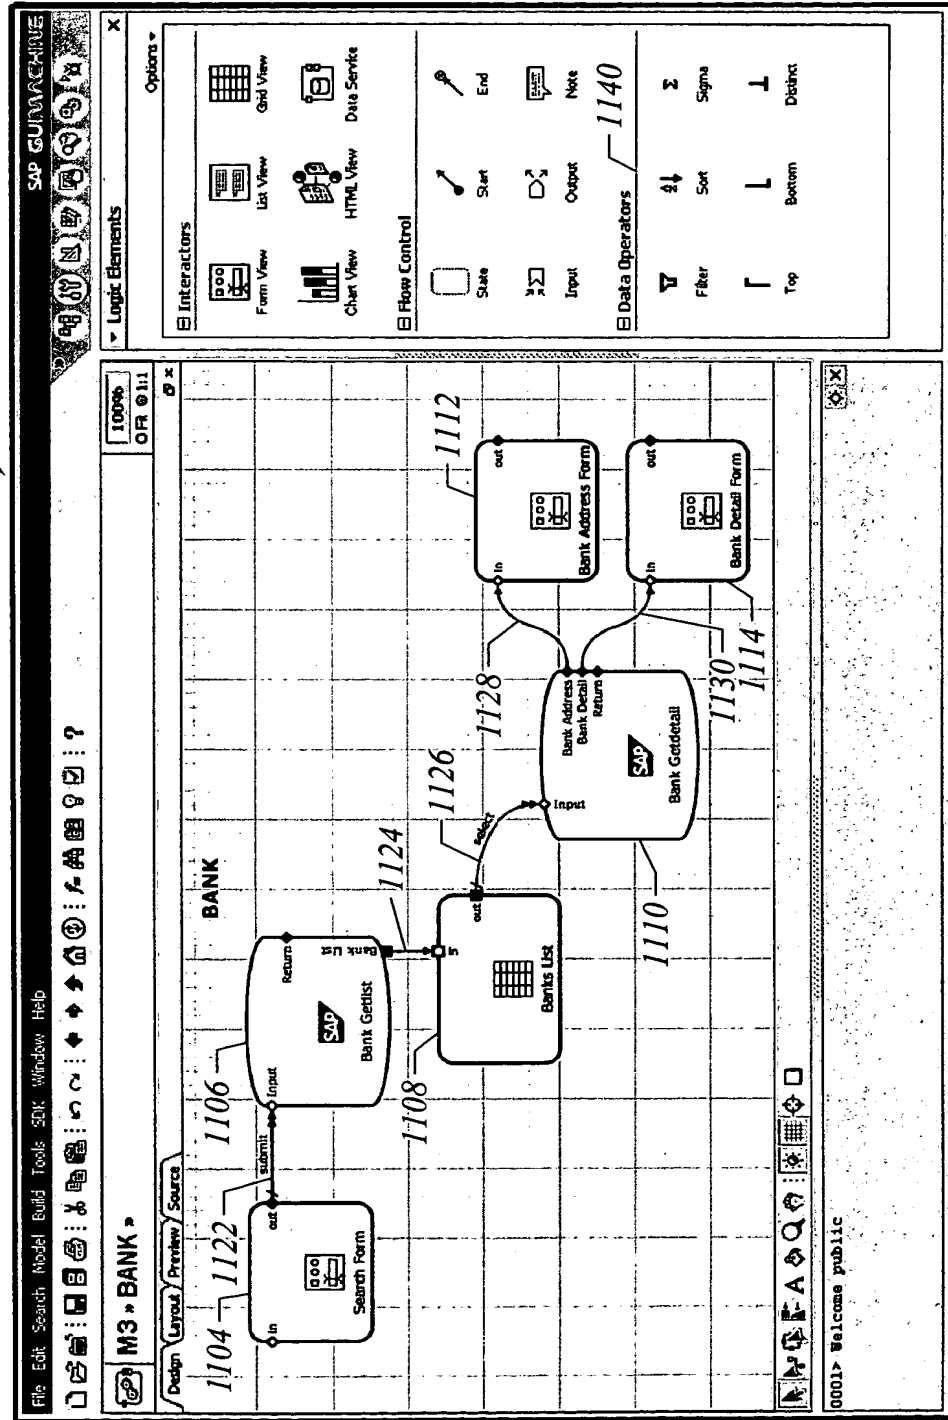 File Edit Search Model Build Tools SDK Window Help
SAP GUIMACHINE
M3 » BANK »
100%
Fit 1:1
Design Layout Preview Source
BANK
1104
In
out
Search Form
1122
submit
1106
Input
Return
Bank List
SAP
Bank Getlist
1124
1108
in
out
Banks List
1126
select
1110
Input
Bank Address
Bank Detail
Return
SAP
Bank Getdetail
1128
1130
1112
In
out
Bank Address Form
1114
In
out
Bank Detail Form
Logic Elements
Options
Interactors
Form View
List View
Grid View
Chart View
HTML View
Data Service
Flow Control
State
Start
End
Input
Output
Note
Data Operators
1140
Filter
Sort
Sigma
Top
Bottom
Distinct
0001> Welcome public